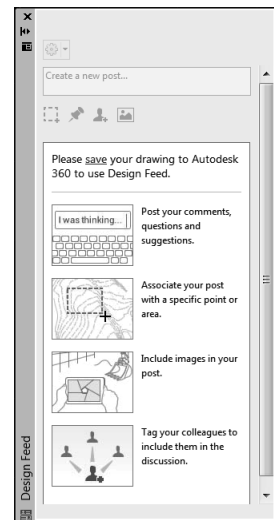 Create a new post...
Please save your drawing to Autodesk
360 to use Design Feed.
I was thinking...
Post your comments,
questions and
suggestions.
Associate your post
with a specific point or
area.
Include images in your
post.
Tag your colleagues to
include them in the
discussion.
Design Feed